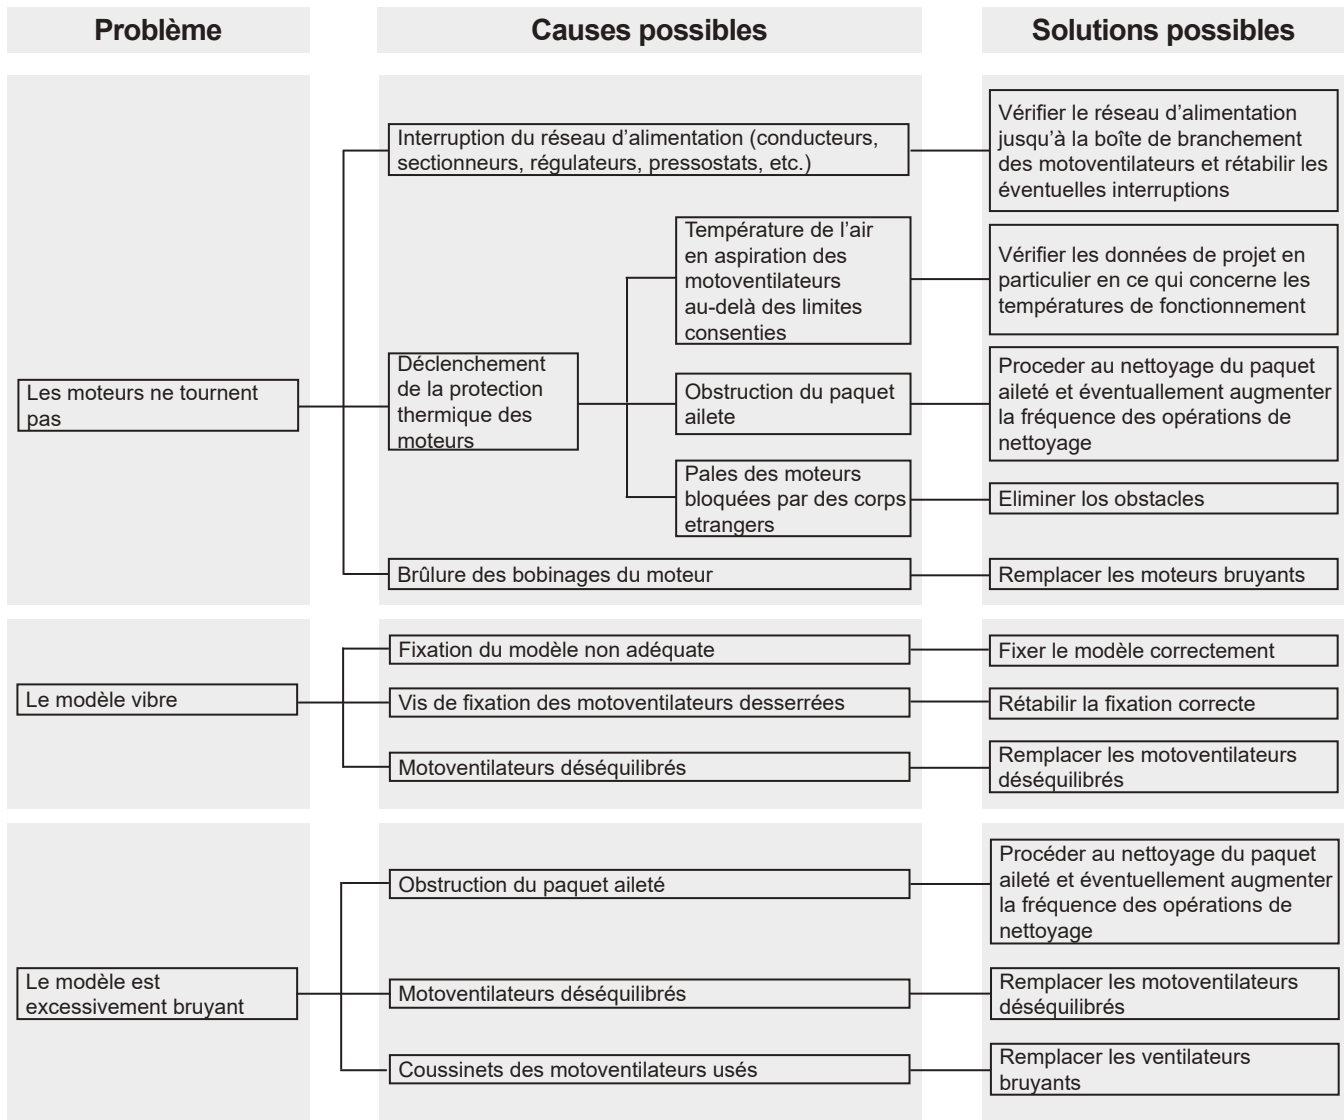 Problème
Causes possibles
Solutions possibles
Les moteurs ne tournent
pas
Interruption du réseau d'alimentation (conducteurs,
sectionneurs, régulateurs, pressostats, etc.)
Vérifier le réseau d'alimentation
jusqu'à la boîte de branchement
des motoventilateurs et rétabilir les
éventuelles interruptions
Déclenchement
de la protection
thermique des
moteurs
Température de l'air
en aspiration des
motoventilateurs
au-delà des limites
consenties
Vérifier les données de projet en
particulier en ce qui concerne les
températures de fonctionnement
Obstruction du paquet
ailete
Proceder au nettoyage du paquet
aileté et éventuallement augmenter
la fréquence des opérations de
nettoyage
Pales des moteurs
bloquées par des corps
etrangers
Eliminer los obstacles
Brûlure des bobinages du moteur
Remplacer les moteurs bruyants
Le modèle vibre
Fixation du modèle non adéquate
Fixer le modèle correctement
Vis de fixation des motoventilateurs desserrées
Rétabilir la fixation correcte
Motoventilateurs déséquilibrés
Remplacer les motoventilateurs
déséquilibrés
Le modèle est
excessivement bruyant
Obstruction du paquet aileté
Procéder au nettoyage du paquet
aileté et éventuellement augmenter
la fréquence des opérations de
nettoyage
Motoventilateurs déséquilibrés
Remplacer les motoventilateurs
déséquilibrés
Coussinets des motoventilateurs usés
Remplacer les ventilateurs
bruyants